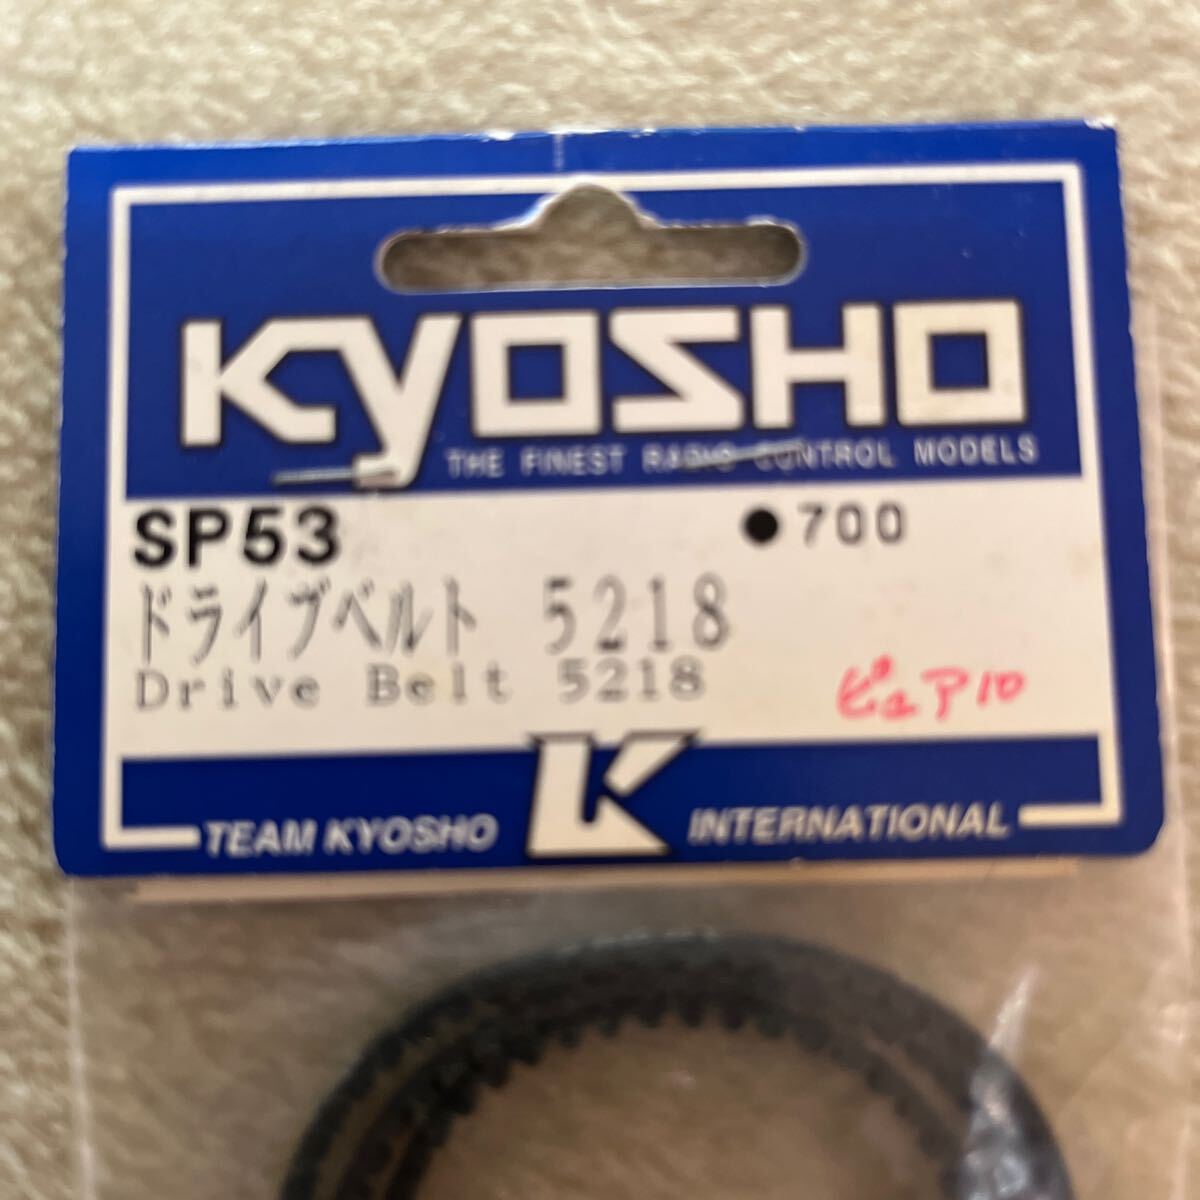 KYOSHO
THE FINEST RADIO CONTROL MODELS
SP53 ●700
ドライブベルト 5218
Drive Belt 5218
ピュア10
TEAM KYOSHO K INTERNATIONAL